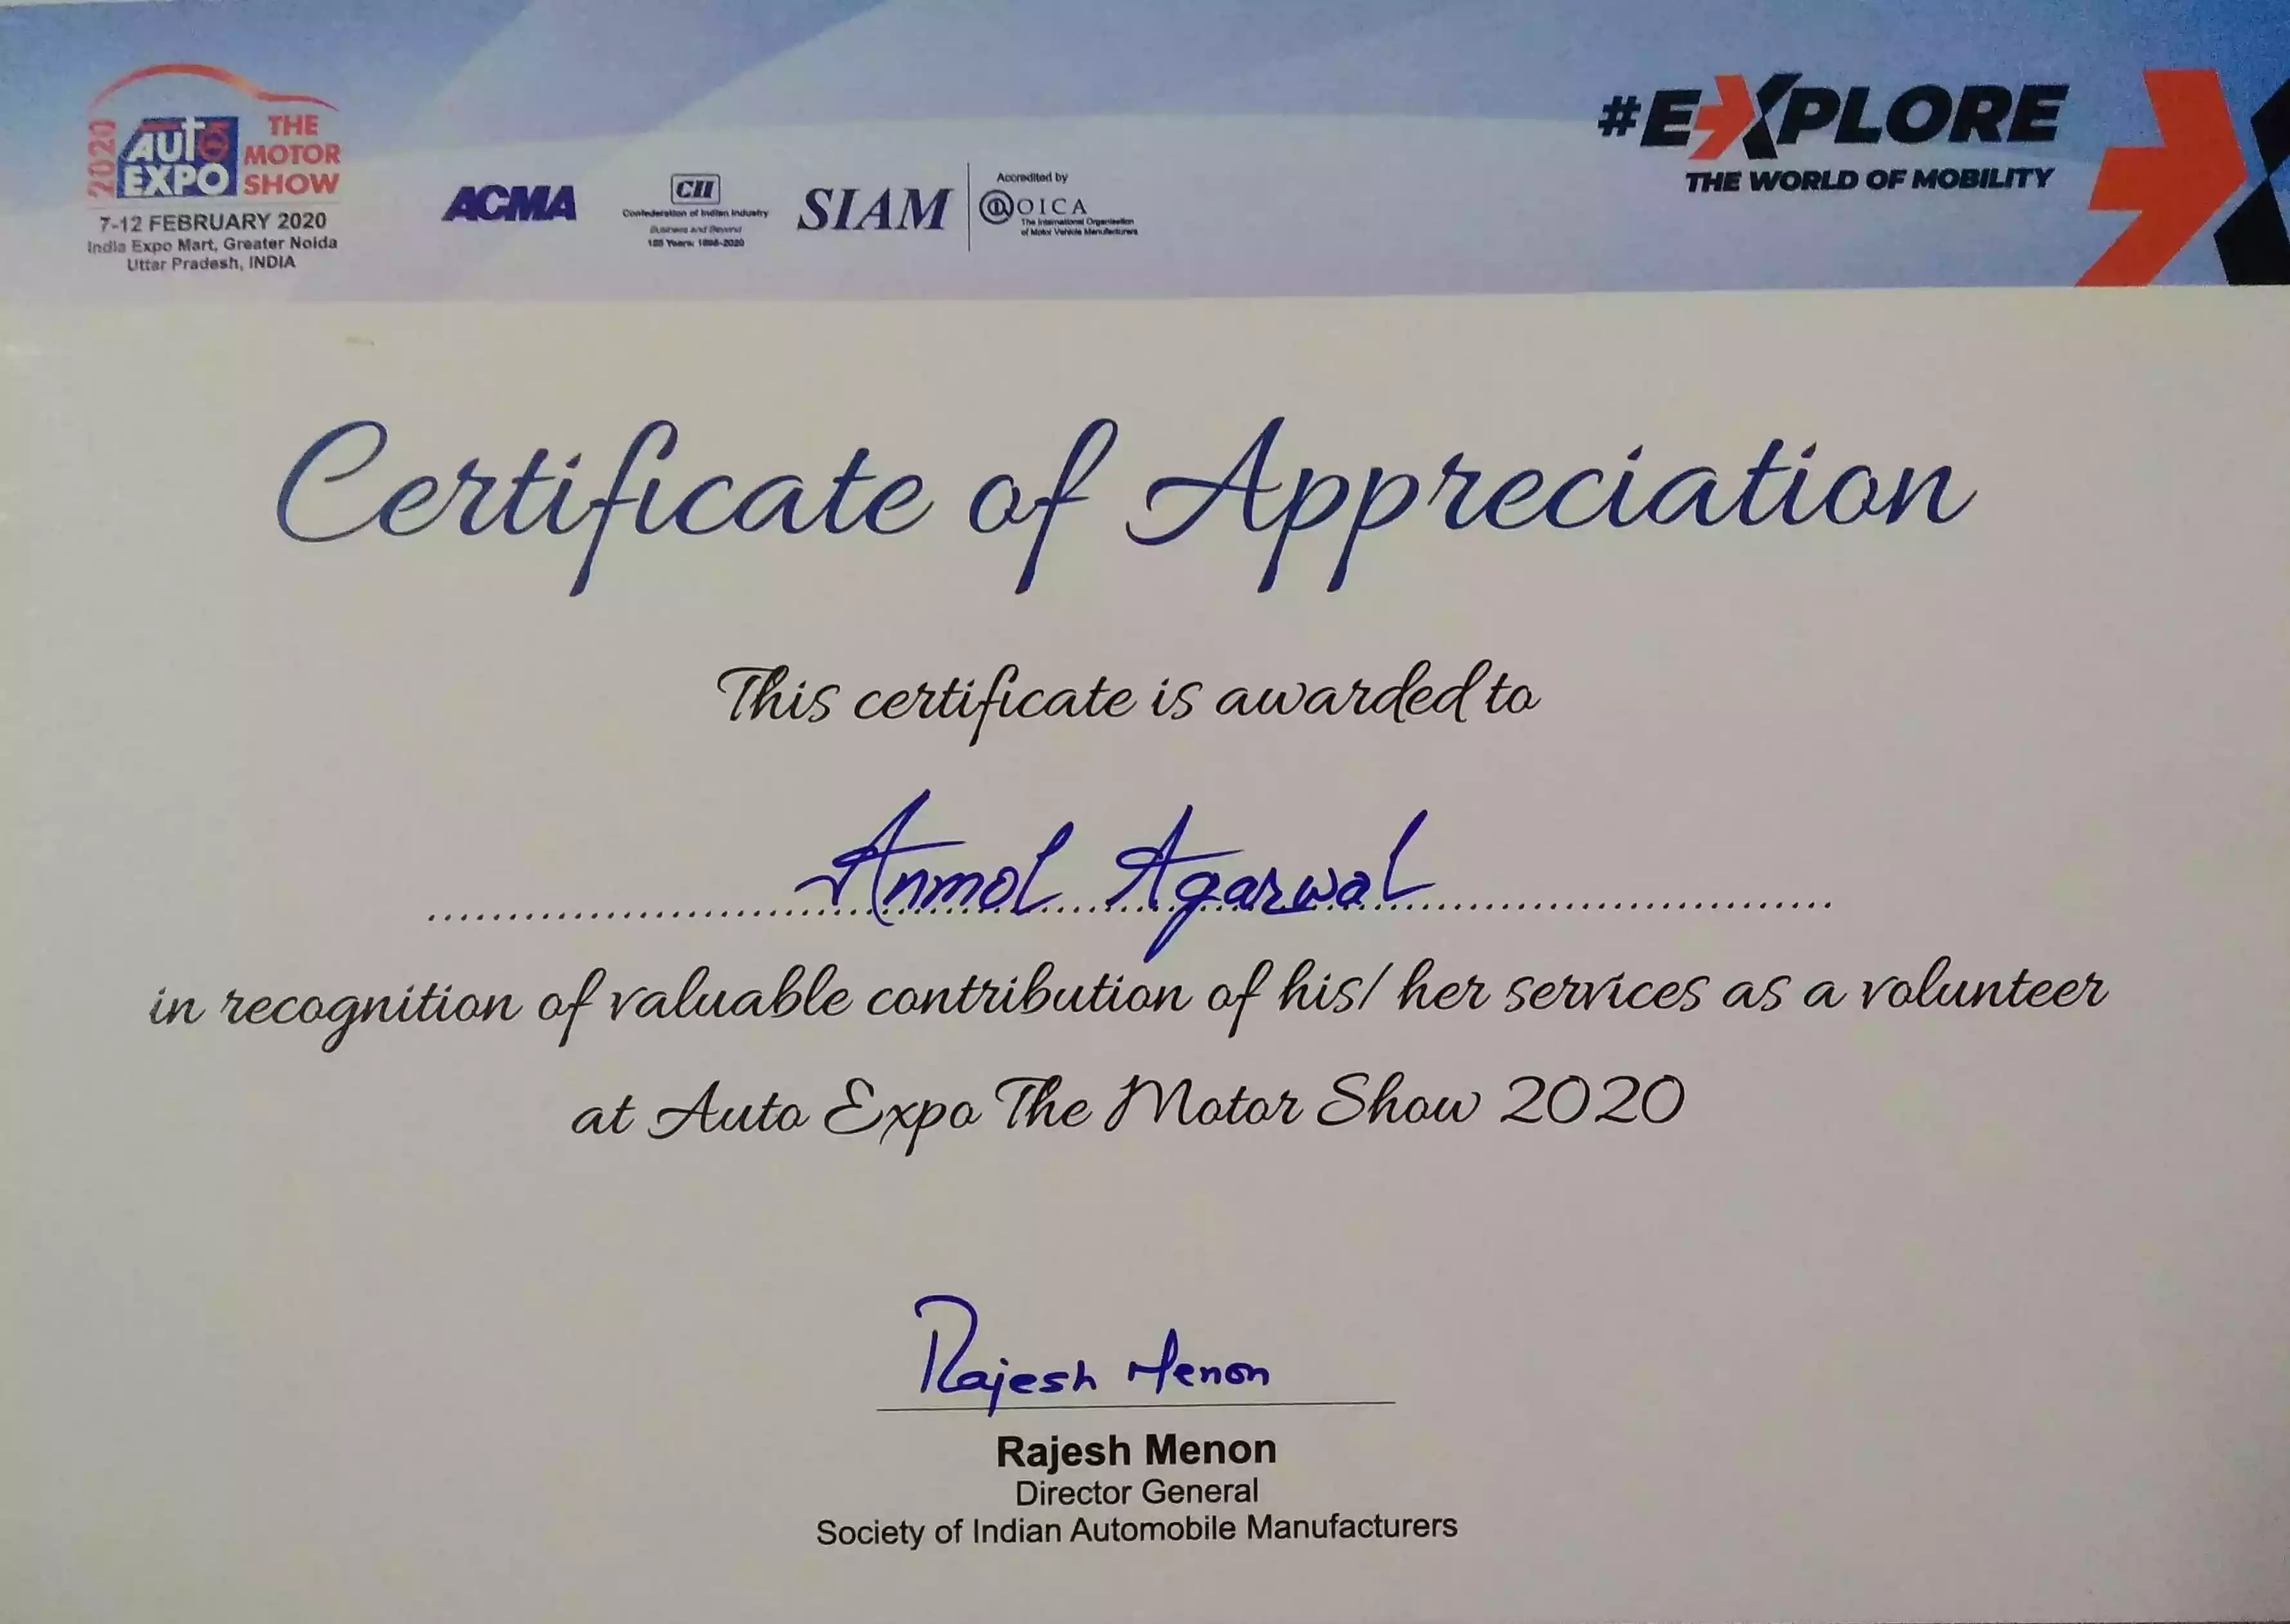 2020
AUTO
EXPO
THE
MOTOR
SHOW
7-12 FEBRUARY 2020
India Expo Mart, Greater Noida
Uttar Pradesh, INDIA
ACMA
CII
Confederation of Indian Industry
Business and Beyond
125 Years: 1895-2020
SIAM
Accredited by
OICA
The International Organisation
of Motor Vehicle Manufacturers
#EXPLORE
THE WORLD OF MOBILITY
Certificate of Appreciation
This certificate is awarded to
Anmol Agarwal
in recognition of valuable contribution of his/ her services as a volunteer
at Auto Expo The Motor Show 2020
Rajesh Menon
Rajesh Menon
Director General
Society of Indian Automobile Manufacturers